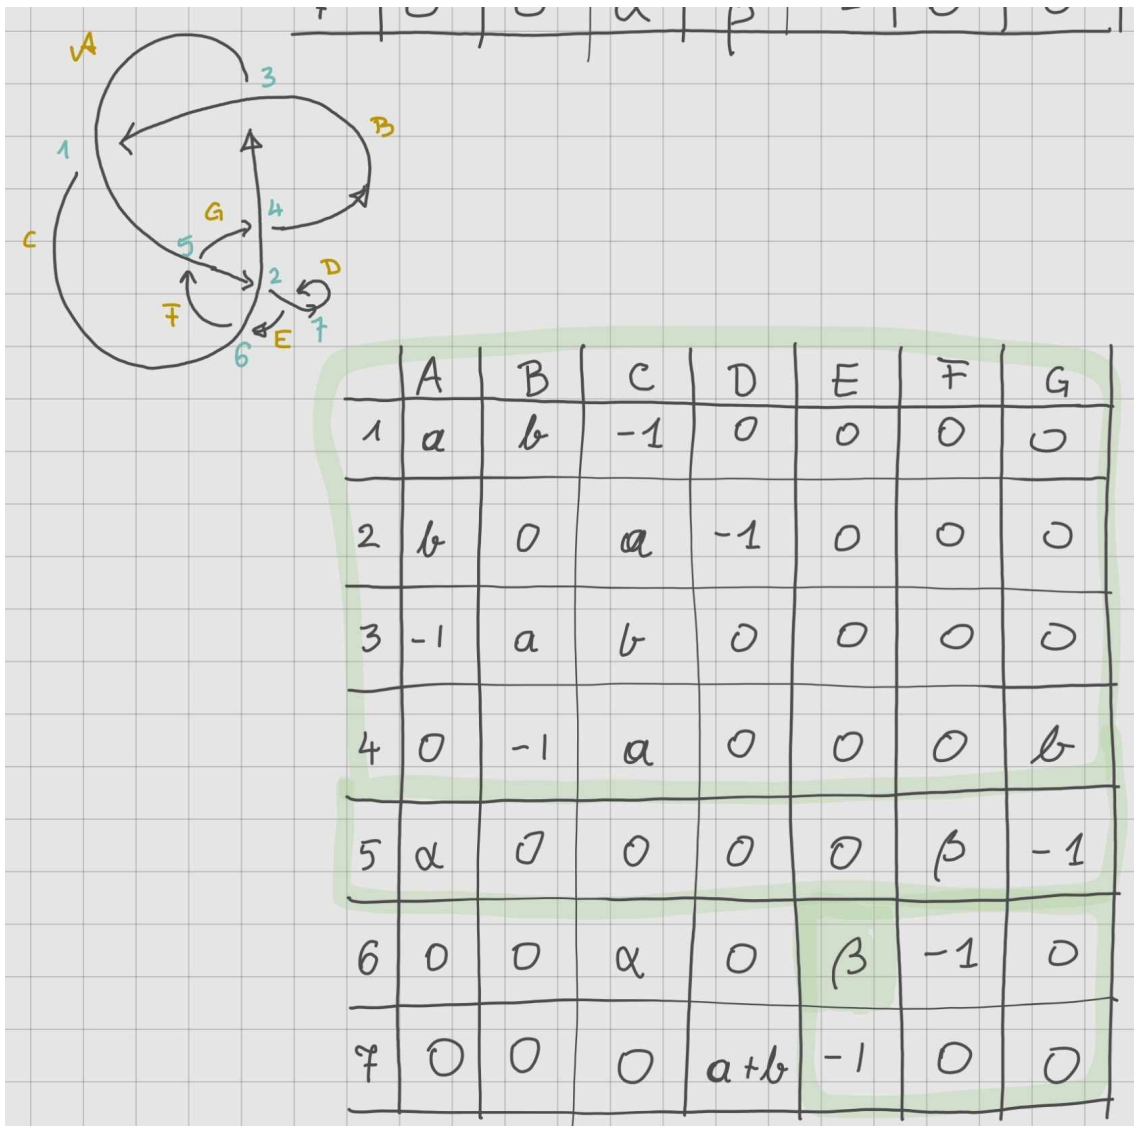 A
3
B
1
G
4
C
5
2
D
F
E
7
6
A B C D E F G
1 a b -1 0 0 0 0
2 b 0 a -1 0 0 0
3 -1 a b 0 0 0 0
4 0 -1 a 0 0 0 b
5 α 0 0 0 0 β -1
6 0 0 α 0 β -1 0
7 0 0 0 a+b -1 0 0